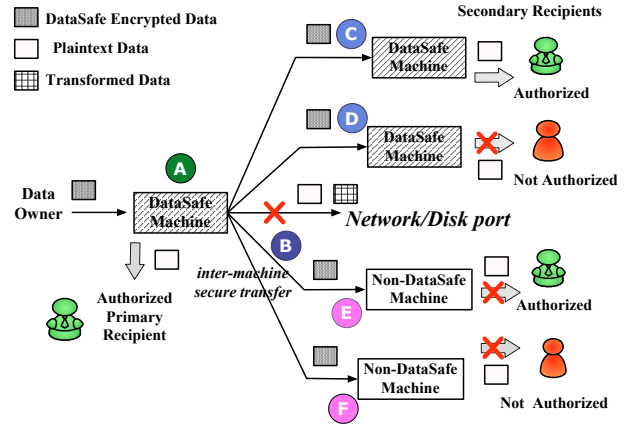 DataSafe Encrypted Data
Plaintext Data
Transformed Data
Secondary Recipients
C
DataSafe
Machine
Authorized
D
DataSafe
Machine
Not Authorized
A
Data
Owner
DataSafe
Machine
Network/Disk port
B
inter-machine
secure transfer
Authorized
Primary
Recipient
Non-DataSafe
Machine
E
Authorized
Non-DataSafe
Machine
F
Not Authorized